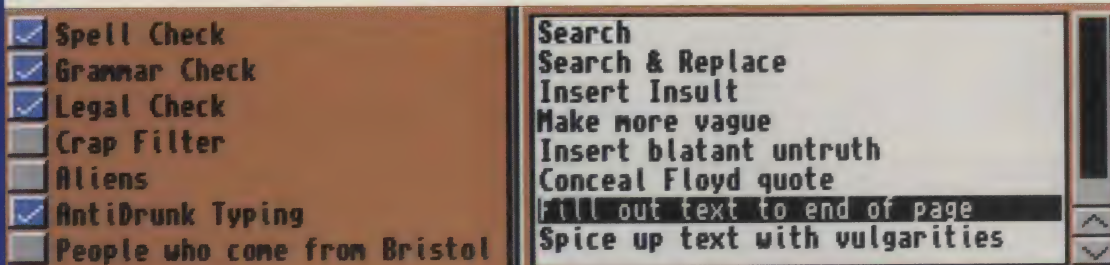 Spell Check
Grammar Check
Legal Check
Crap Filter
Aliens
AntiDrunk Typing
People who come from Bristol
Search
Search & Replace
Insert Insult
Make more vague
Insert blatant untruth
Conceal Floyd quote
Fill out text to end of page
Spice up text with vulgarities